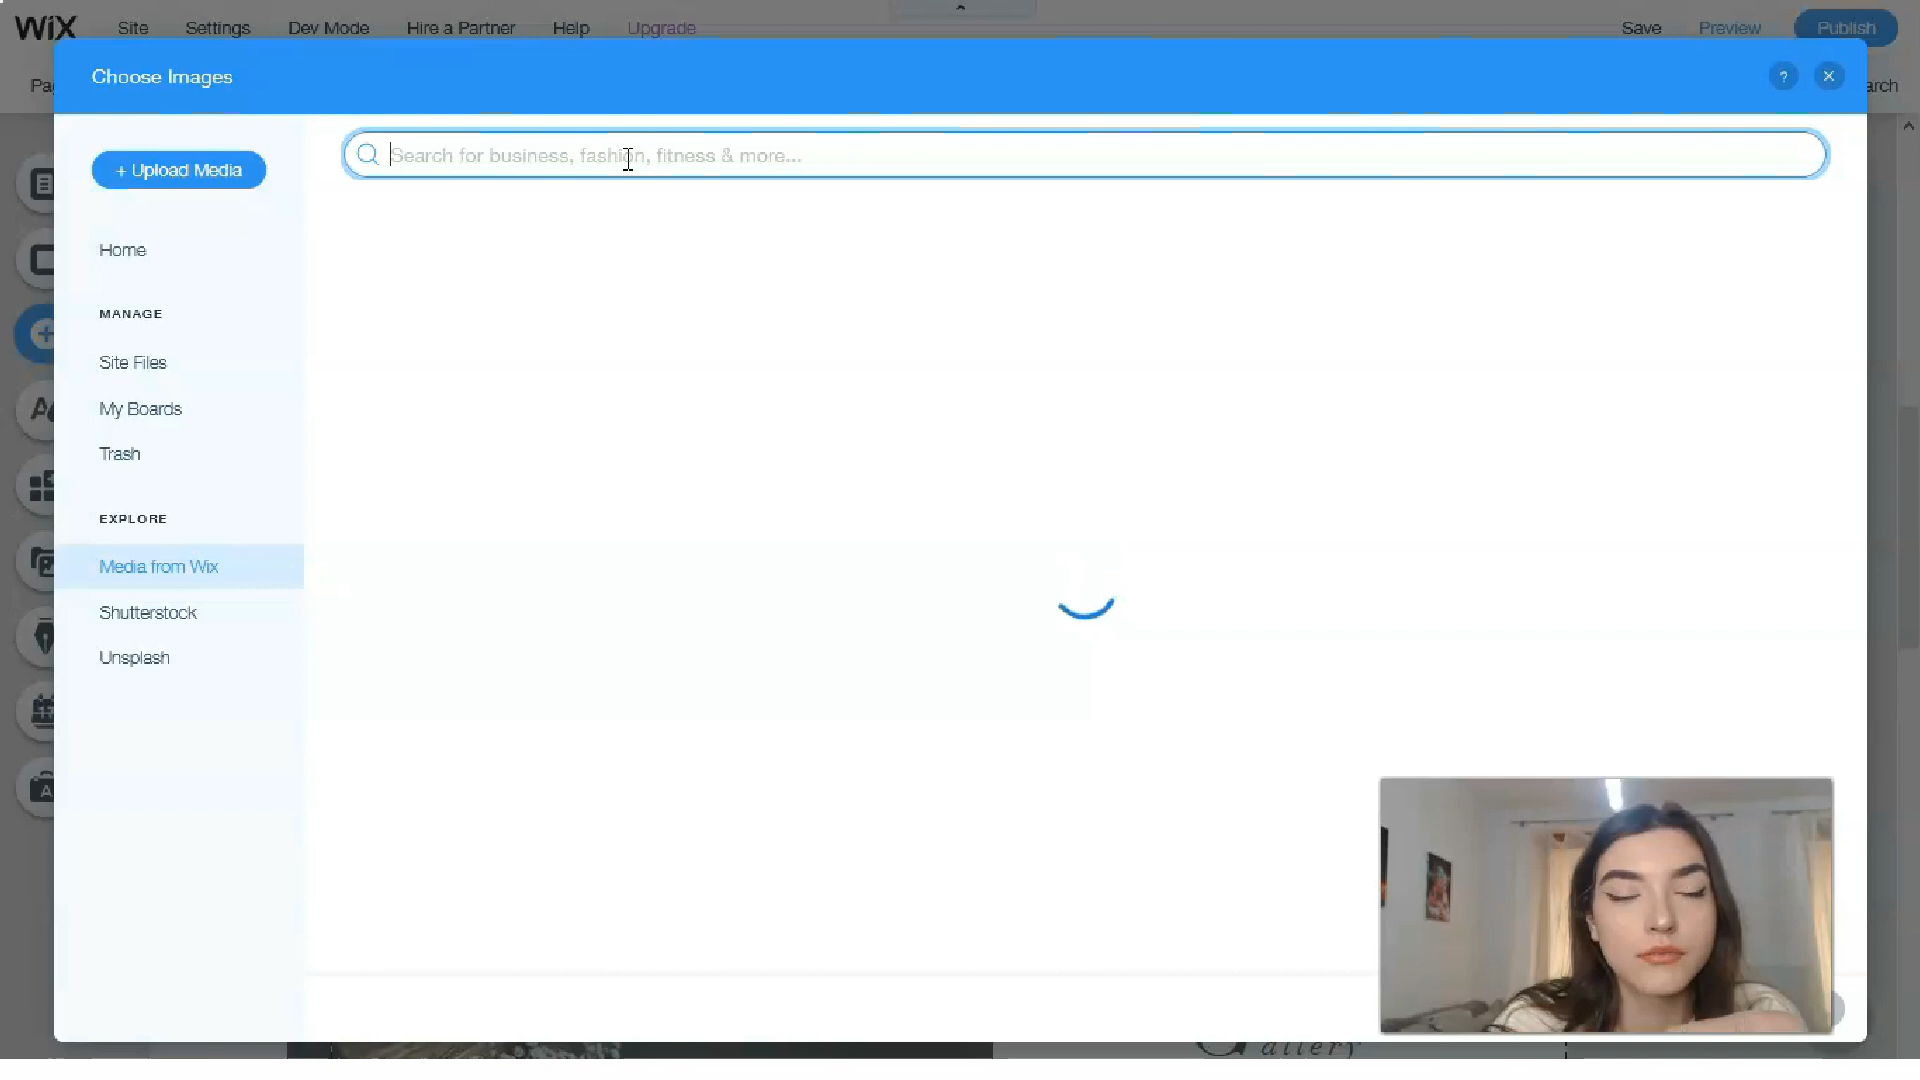 WiX Site Settings Dev Mode Hire a Partner Help Upgrade Save Preview Publish
Choose Images ?
+ Upload Media
Search for business, fashion, fitness & more...
Home
MANAGE
Site Files
My Boards
Trash
EXPLORE
Media from Wix
Shutterstock
Unsplash
Gallery